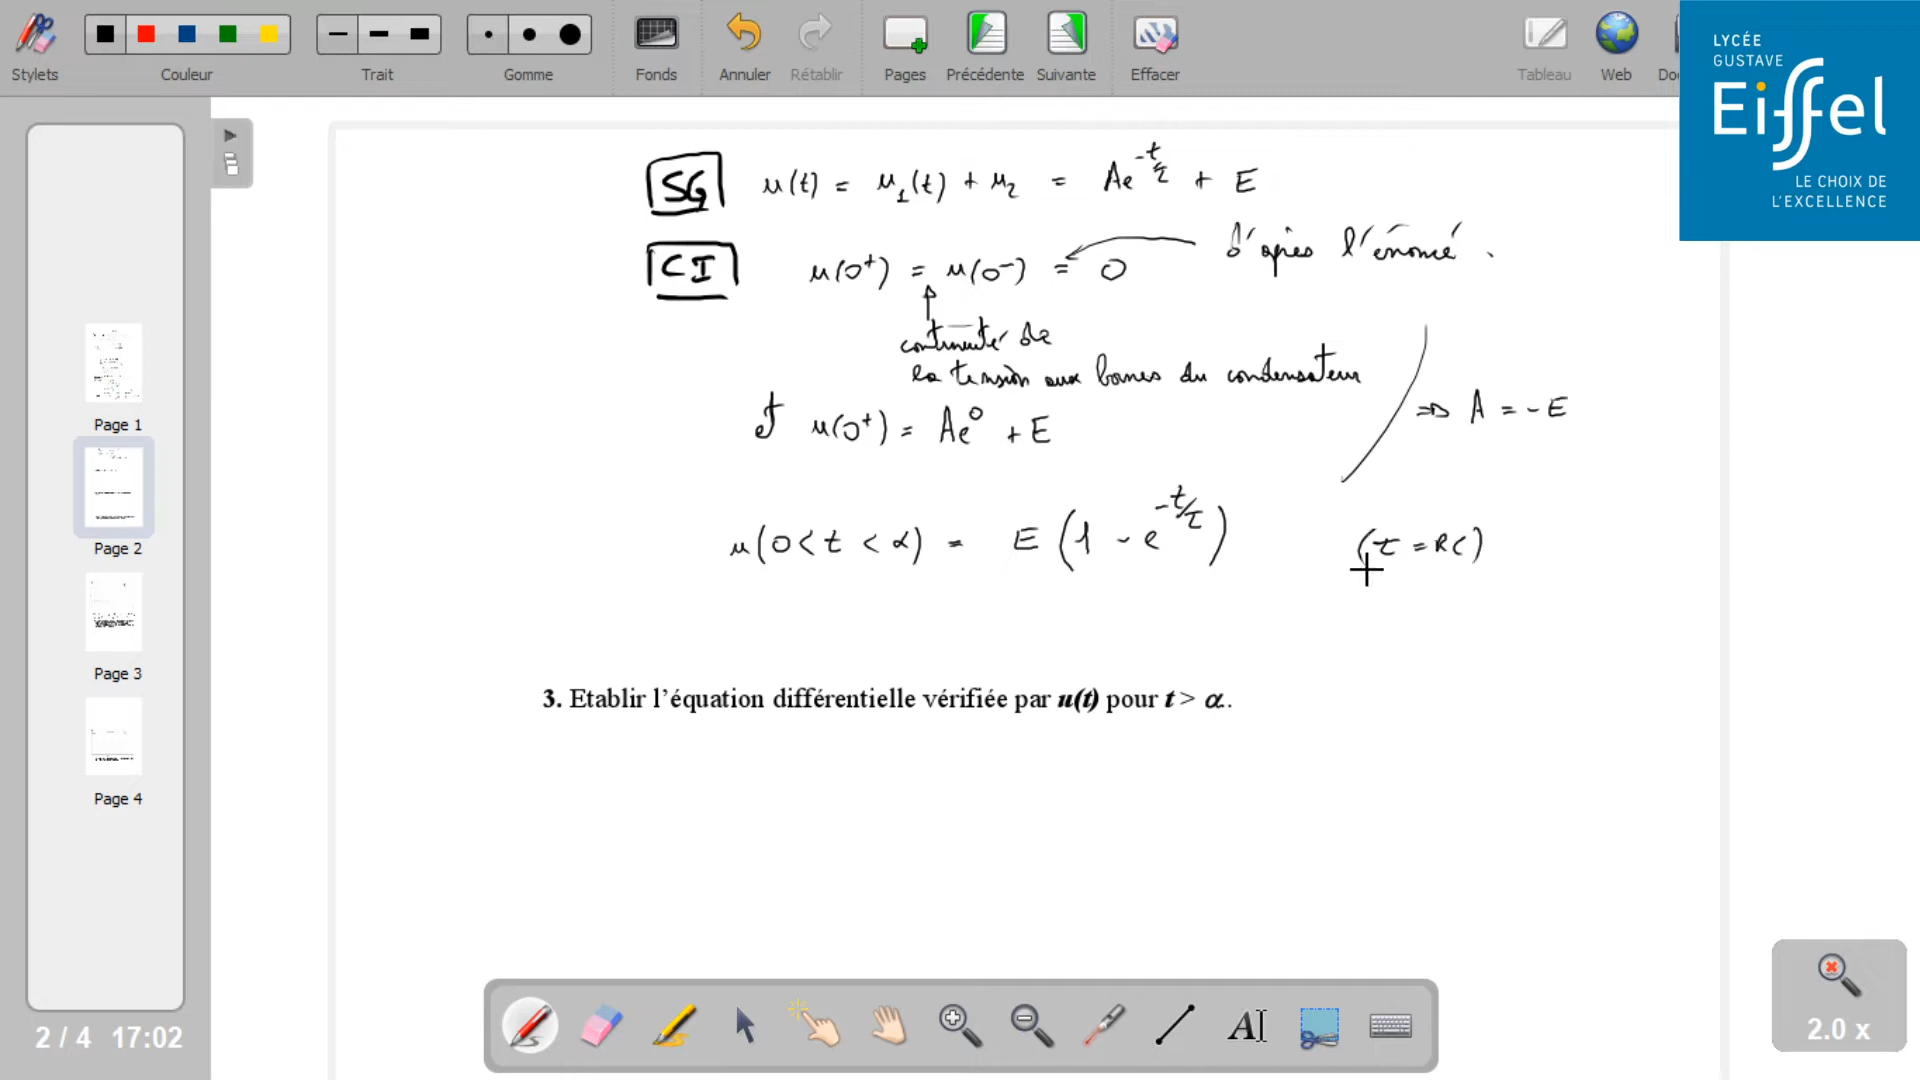 Stylets
Couleur
Trait
Gomme
Fonds
Annuler
Rétablir
Pages
Précédente
Suivante
Effacer
Tableau
Web
LYCÉE
GUSTAVE
Eiffel
LE CHOIX DE
L'EXCELLENCE
SG u(t) = u₁(t) + u₂ = Ae^(-t/τ) + E
CI u(0⁺) = u(0⁻) = 0 d'après l'énoncé.
continuité de
la tension aux bornes du condensateur
et u(0⁺) = Ae⁰ + E ⇒ A = -E
u(0<t<α) = E(1 - e^(-t/τ)) (τ = RC)
3. Etablir l'équation différentielle vérifiée par u(t) pour t > α.
Page 1
Page 2
Page 3
Page 4
2 / 4 17:02
2.0 x